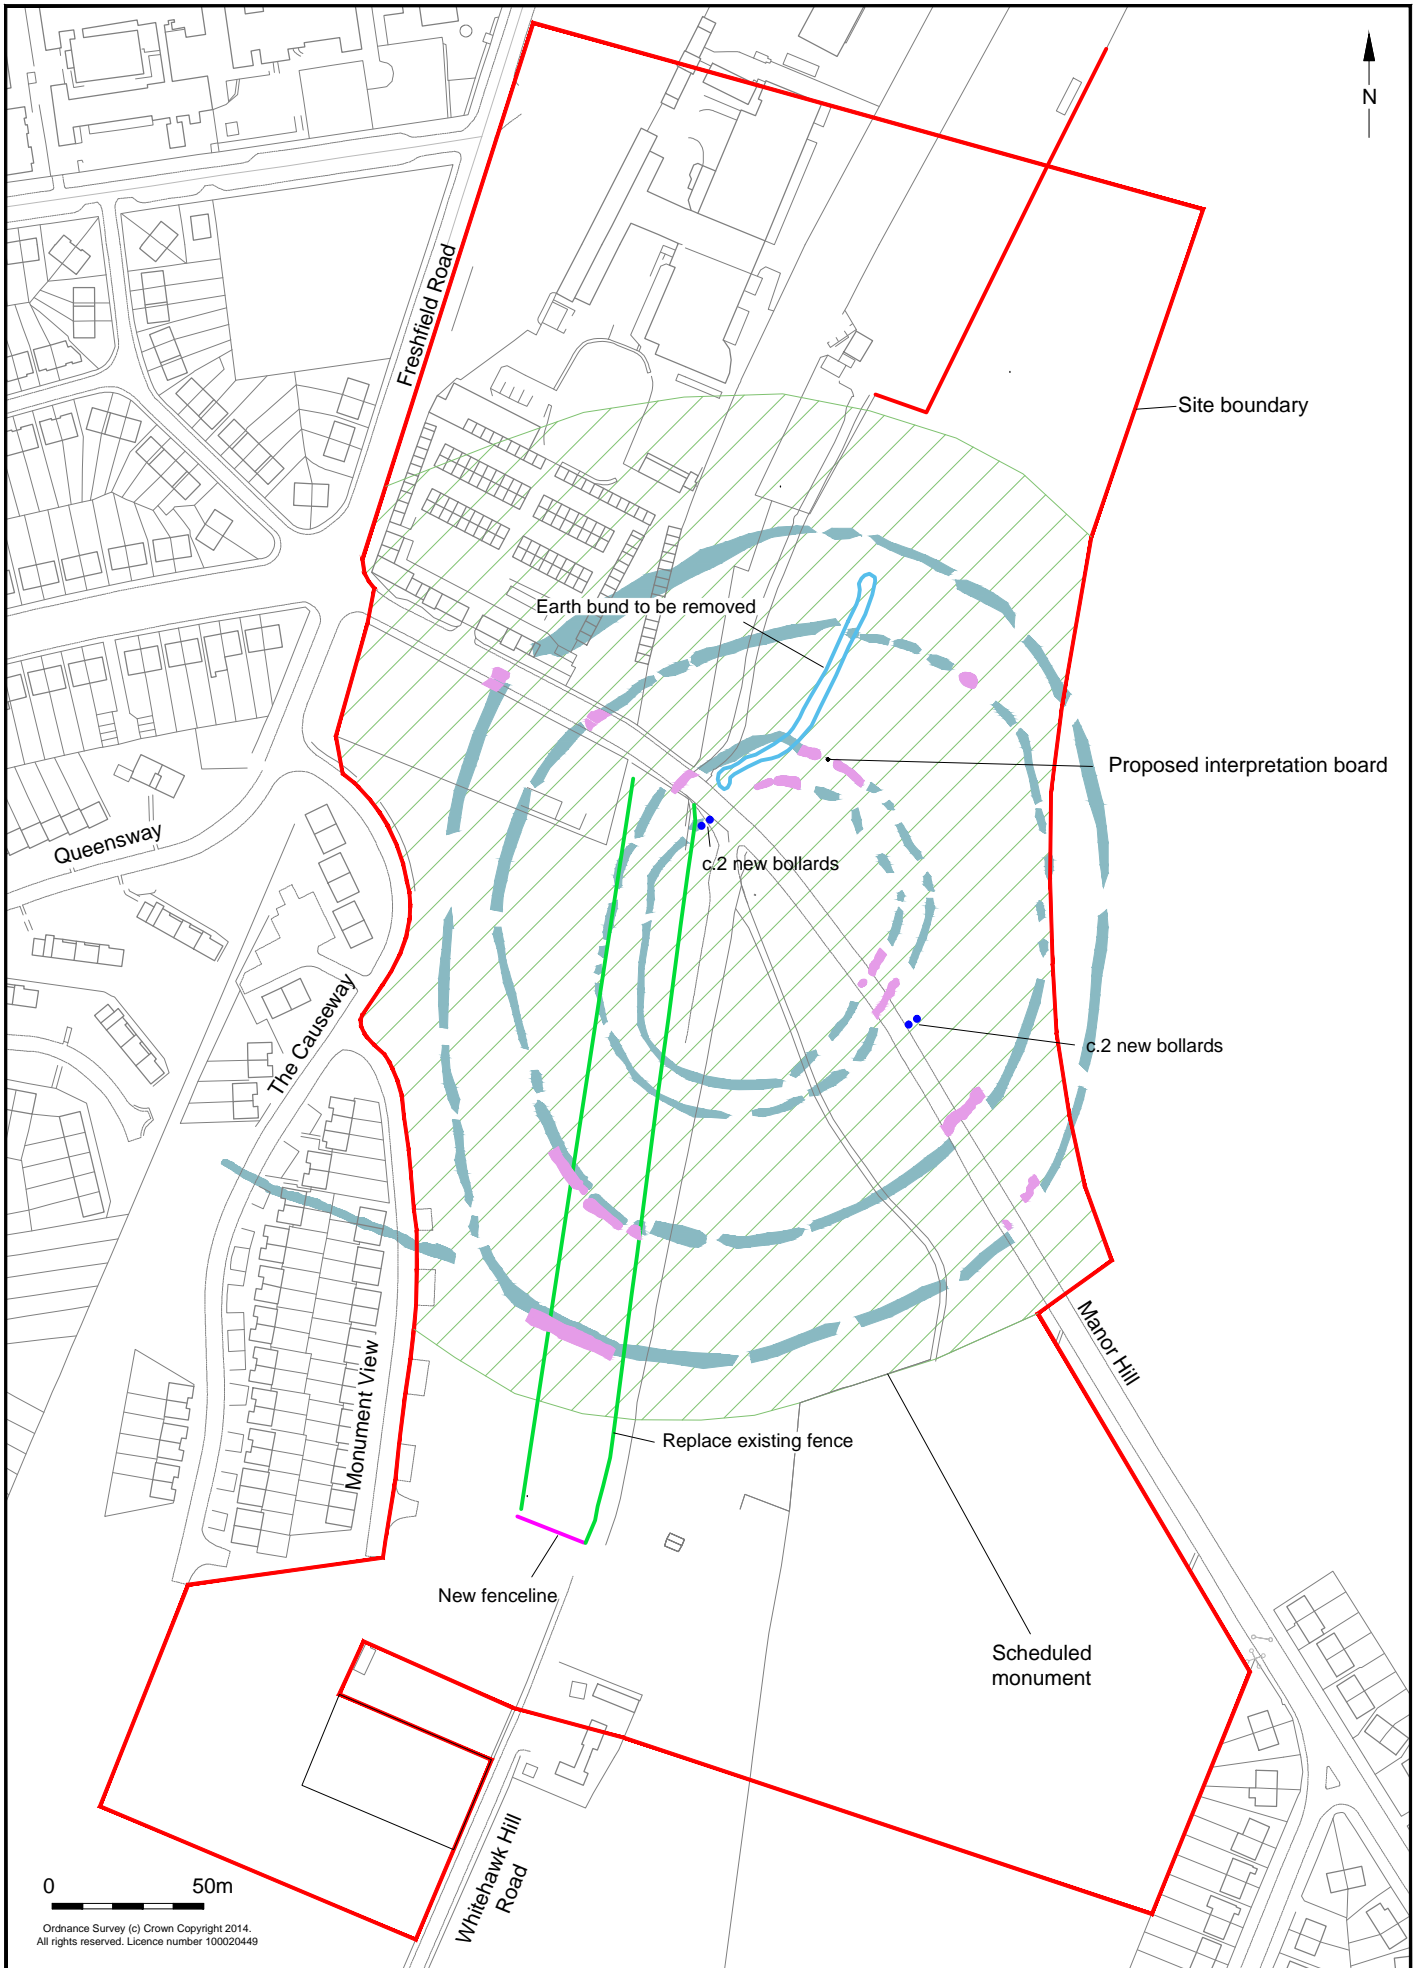 N
Freshfield Road
Site boundary
Earth bund to be removed
Proposed interpretation board
Queensway
c.2 new bollards
The Causeway
c.2 new bollards
Manor Hill
Monument View
Replace existing fence
New fenceline
Scheduled
monument
Whitehawk Hill
Road
0 50m
Ordnance Survey (c) Crown Copyright 2014.
All rights reserved. Licence number 100020449